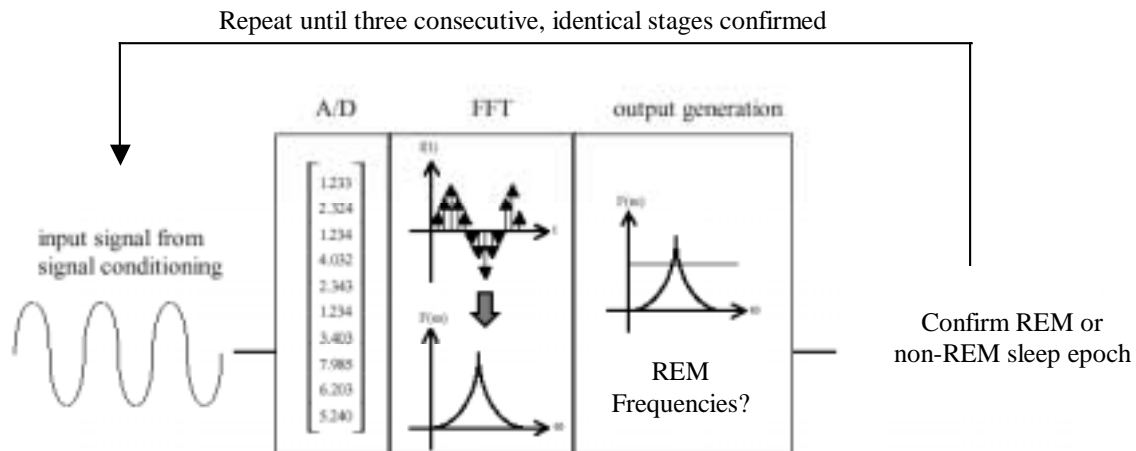 Repeat until three consecutive, identical stages confirmed
A/D
FFT
output generation
input signal from
signal conditioning
1.233
2.324
1.234
4.032
2.343
1.234
3.403
7.985
6.203
5.240
f(t)
t
F(ω)
ω
F(ω)
ω
REM
Frequencies?
Confirm REM or
non-REM sleep epoch